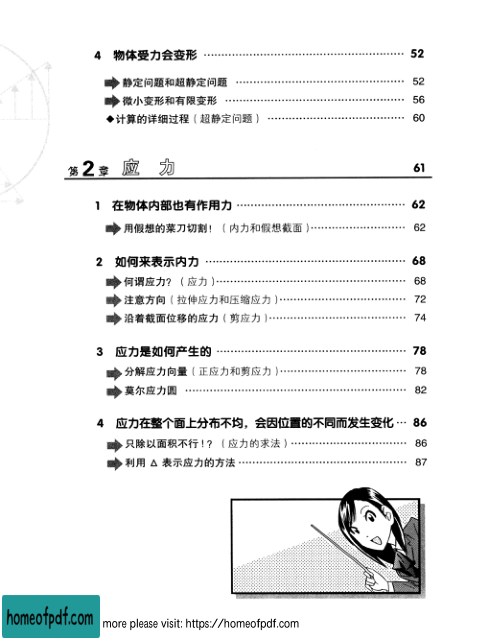 4 物体受力会变形 …… 52
静定问题和超静定问题 …… 52
微小变形和有限变形 …… 56
◆计算的详细过程（超静定问题） …… 60
第2章 应 力 61
1 在物体内部也有作用力 …… 62
用假想的菜刀切割！（内力和假想截面）…… 62
2 如何来表示内力 …… 68
何谓应力？（应力）…… 68
注意方向（拉伸应力和压缩应力）…… 72
沿着截面位移的应力（剪应力）…… 74
3 应力是如何产生的 …… 78
分解应力向量（正应力和剪应力）…… 78
莫尔应力圆 …… 82
4 应力在整个面上分布不均，会因位置的不同而发生变化 … 86
只除以面积不行！？（应力的求法）…… 86
利用 Δ 表示应力的方法 …… 87
homeofpdf.com more please visit: https://homeofpdf.com